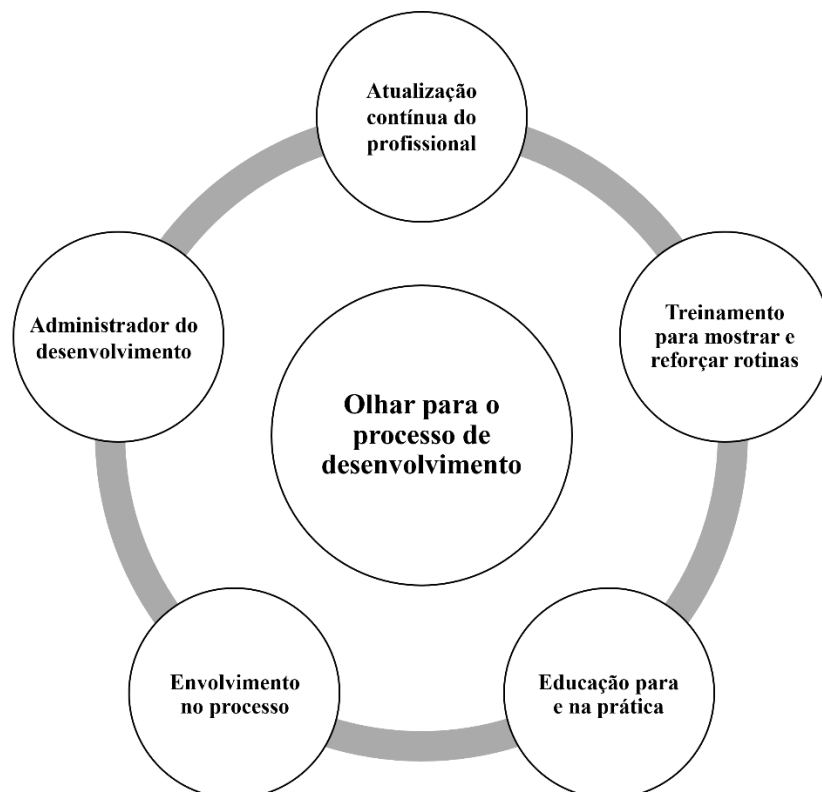 Atualização
contínua do
profissional
Treinamento
para mostrar e
reforçar rotinas
Educação para
e na prática
Envolvimento
no processo
Administrador do
desenvolvimento
Olhar para o
processo de
desenvolvimento